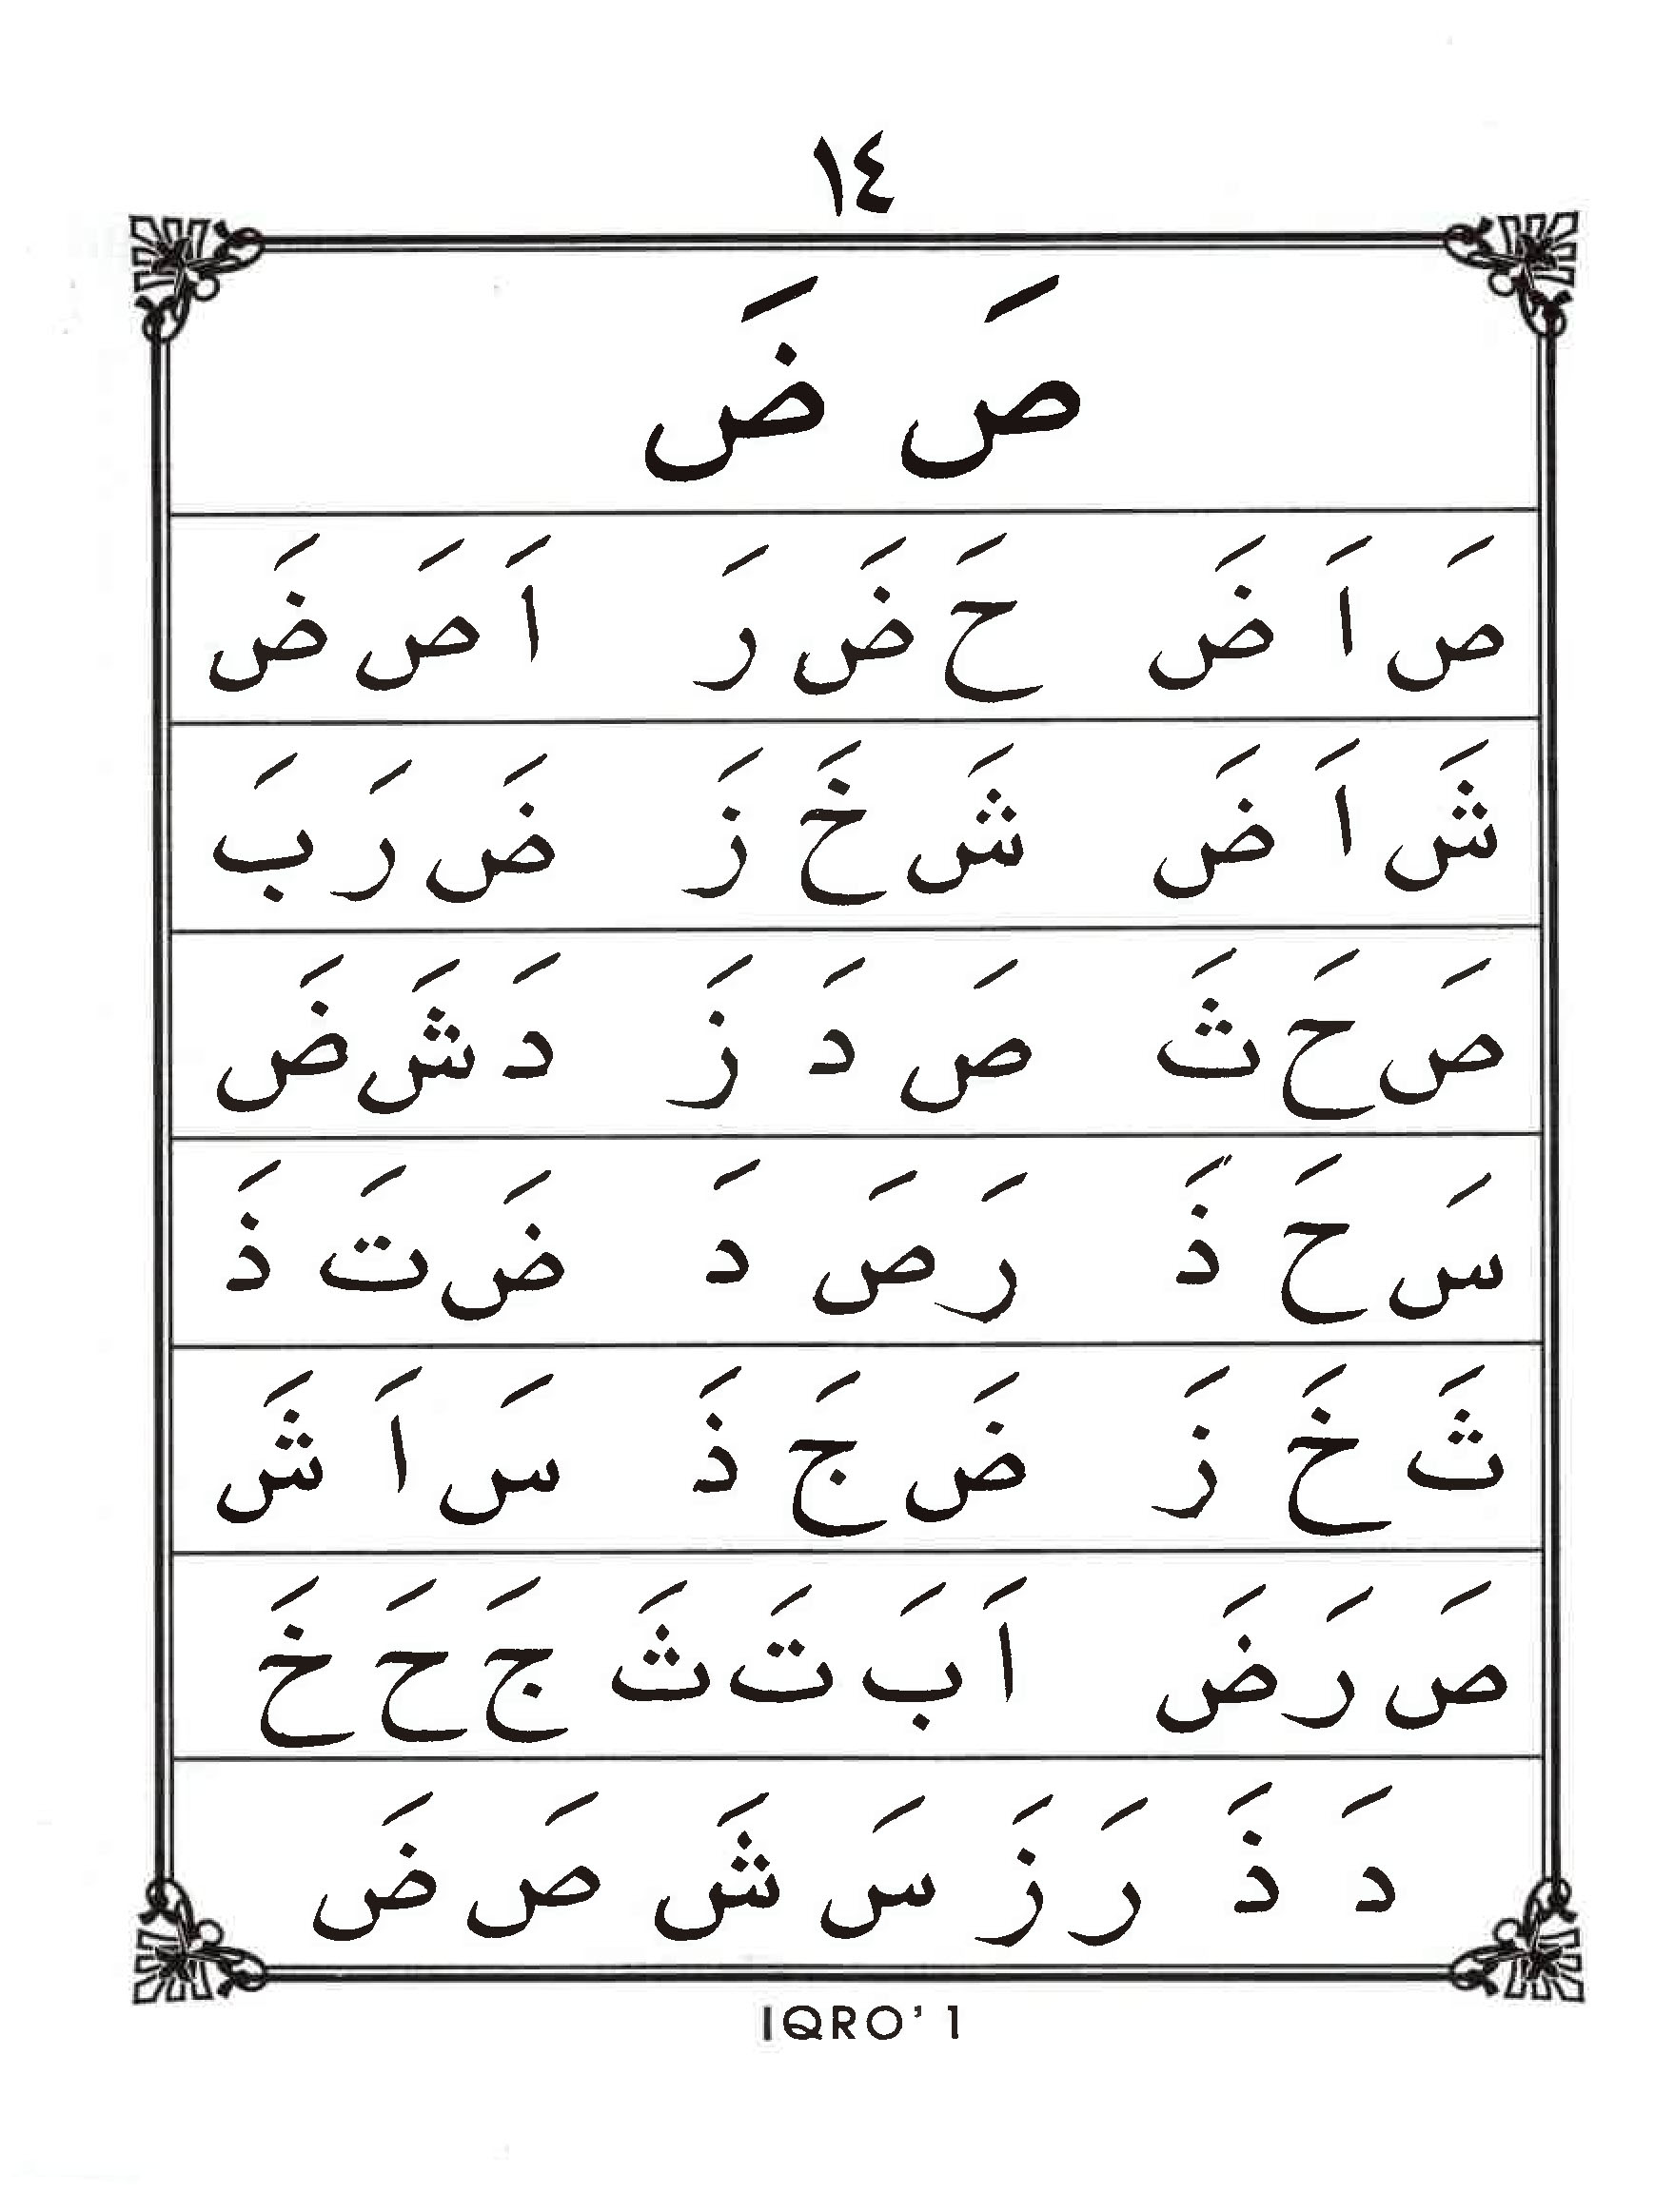 ١٤
صَ ضَ
صَ اَ ضَ حَ ضَ رَ اَ صَ ضَ
شَ اَ ضَ شَ خَ زَ ضَ رَ بَ
صَ حَ ثَ صَ دَ زَ دَ شَ ضَ
سَ حَ ذَ رَ صَ دَ ضَ تَ ذَ
ثَ خَ زَ ضَ جَ ذَ سَ اَ شَ
صَ رَ ضَ اَ بَ تَ ثَ جَ حَ خَ
دَ ذَ رَ زَ سَ شَ صَ ضَ
IQRO' 1